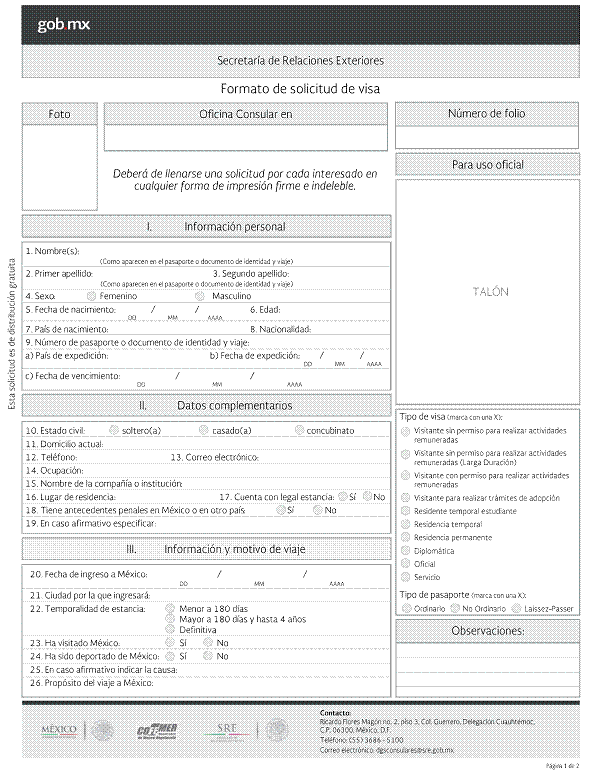 gob.mx
Secretaría de Relaciones Exteriores
Formato de solicitud de visa
Foto
Oficina Consular en
Número de folio
Deberá de llenarse una solicitud por cada interesado en
cualquier forma de impresión firme e indeleble.
Para uso oficial
TALÓN
Esta solicitud es de distribución gratuita
I. Información personal
1. Nombre(s):
(Como aparecen en el pasaporte o documento de identidad y viaje)
2. Primer apellido: 3. Segundo apellido:
(Como aparecen en el pasaporte o documento de identidad y viaje)
4. Sexo: Femenino Masculino
5. Fecha de nacimiento: / / 6. Edad:
DD MM AAAA
7. País de nacimiento: 8. Nacionalidad:
9. Número de pasaporte o documento de identidad y viaje:
a) País de expedición: b) Fecha de expedición: / /
DD MM AAAA
c) Fecha de vencimiento: / /
DD MM AAAA
II. Datos complementarios
10. Estado civil: soltero(a) casado(a) concubinato
11. Domicilio actual:
12. Teléfono: 13. Correo electrónico:
14. Ocupación:
15. Nombre de la compañía o institución:
16. Lugar de residencia: 17. Cuenta con legal estancia: Sí No
18. Tiene antecedentes penales en México o en otro país Sí No
19. En caso afirmativo especificar:
III. Información y motivo de viaje
20. Fecha de ingreso a México: / /
DD MM AAAA
21. Ciudad por la que ingresará:
22. Temporalidad de estancia: Menor a 180 días
Mayor a 180 días y hasta 4 años
Definitiva
23. Ha visitado México: Sí No
24. Ha sido deportado de México: Sí No
25. En caso afirmativo indicar la causa:
26. Propósito del viaje a México:
Tipo de visa (marca con una X):
Visitante sin permiso para realizar actividades
remuneradas
Visitante sin permiso para realizar actividades
remuneradas (Larga Duración)
Visitante con permiso para realizar actividades
remuneradas
Visitante para realizar trámites de adopción
Residente temporal estudiante
Residencia temporal
Residencia permanente
Diplomática
Oficial
Servicio
Tipo de pasaporte (marca con una X):
Ordinario No Ordinario Laissez-Passer
Observaciones:
MÉXICO
SRE
Contacto:
Ricardo Flores Magón no. 2, piso 3, Col. Guerrero, Delegación Cuauhtémoc,
C.P. 06300, México, D.F.
Teléfono: (55) 3686 - 5100
Correo electrónico: dgsconsulares@sre.gob.mx
Página 1 de 2